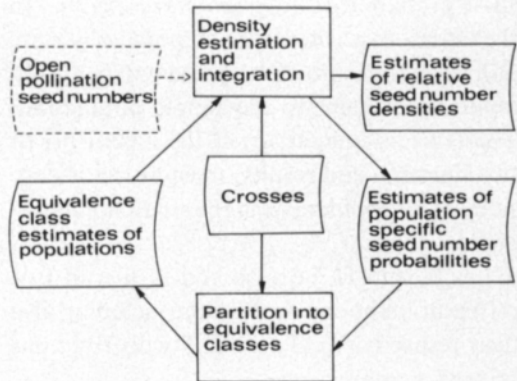 Density
estimation
and
integration
Open
pollination
seed numbers
Estimates
of relative
seed number
densities
Crosses
Equivalence
class
estimates of
populations
Estimates of
population
specific
seed number
probabilities
Partition into
equivalence
classes